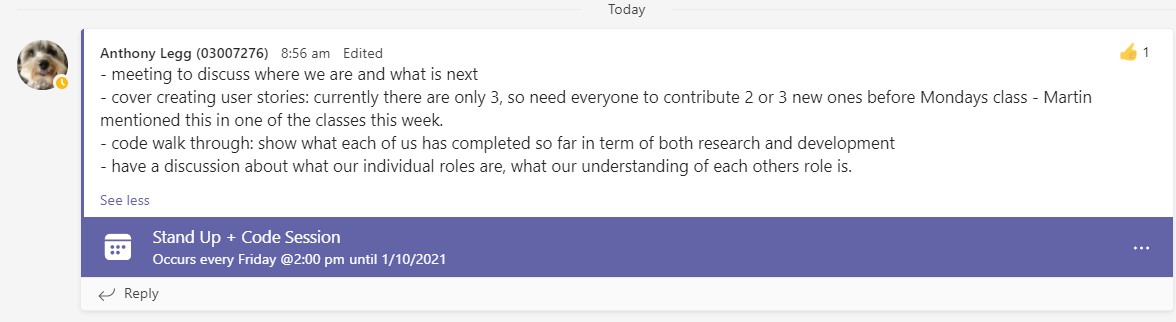 Today
Anthony Legg (03007276) 8:56 am Edited
👍 1
- meeting to discuss where we are and what is next
- cover creating user stories: currently there are only 3, so need everyone to contribute 2 or 3 new ones before Mondays class - Martin
mentioned this in one of the classes this week.
- code walk through: show what each of us has completed so far in term of both research and development
- have a discussion about what our individual roles are, what our understanding of each others role is.
See less
Stand Up + Code Session
Occurs every Friday @2:00 pm until 1/10/2021
Reply